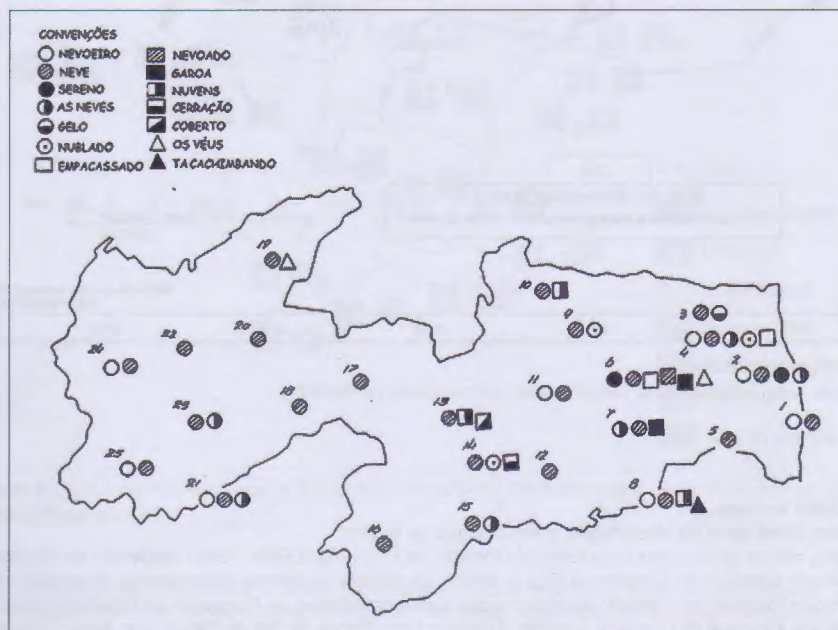 CONVENÇÕES
NEVOEIRO
NEVE
SERENO
AS NEVES
GELO
NUBLADO
EMPACASSADO
NEVOADO
GAROA
NUVENS
CERRAÇÃO
COBERTO
OS VÉUS
TACACHIMBANDO
19
10
3
9
4
20
22
24
6
2
17
11
18
13
7
1
23
5
14
12
25
21
8
15
16